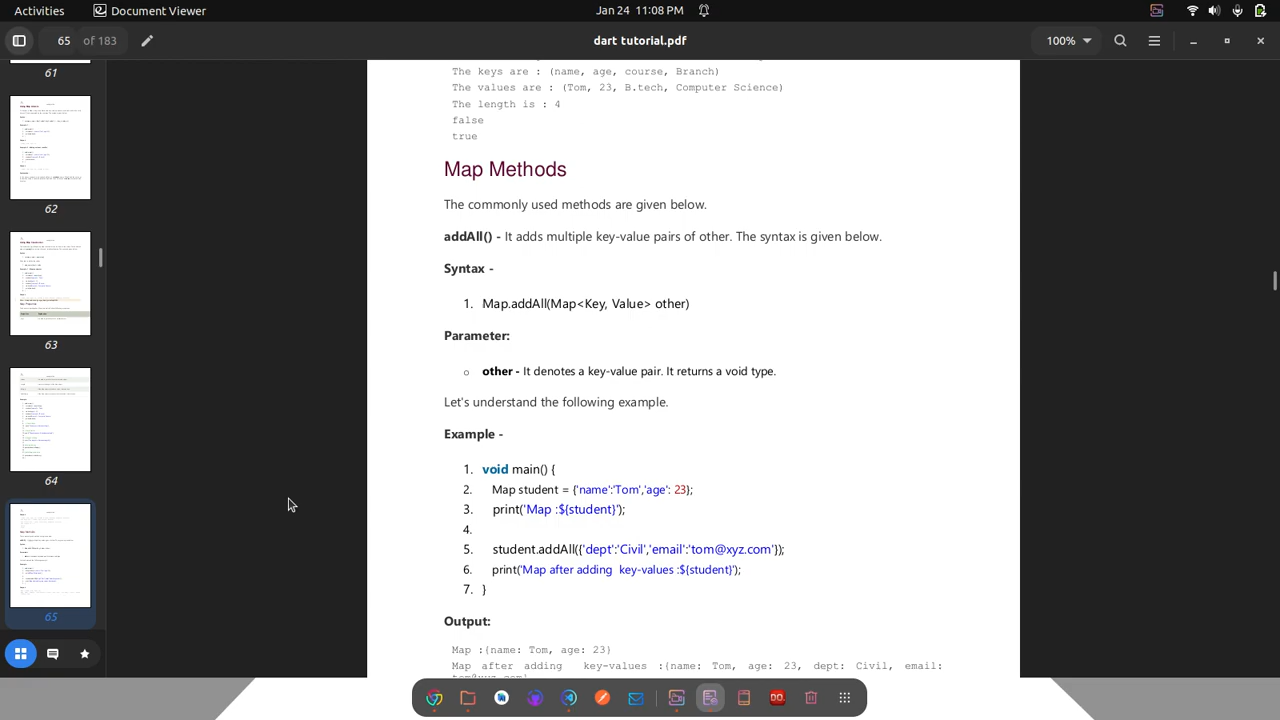 Activities
Document Viewer
Jan 24 11:08 PM
65 of 183
dart tutorial.pdf
100%
61
62
63
64
65
The keys are : (name, age, course, Branch)
The values are : (Tom, 23, B.tech, Computer Science)
The length is : 4
false
true
Map Methods
The commonly used methods are given below.
addAll() - It adds multiple key-value pairs of other. The syntax is given below.
Syntax -
1. Map.addAll(Map<Key, Value> other)
Parameter:
o other - It denotes a key-value pair. It returns a void type.
Let's understand the following example.
Example -
1. void main() {
2. Map student = {'name':'Tom','age': 23};
3. print('Map :${student}');
4.
5. student.addAll({'dept':'Civil','email':'tom@xyz.com'});
6. print('Map after adding key-values :${student}');
7. }
Output:
Map :{name: Tom, age: 23}
Map after adding key-values :{name: Tom, age: 23, dept: Civil, email:
tom@xyz.com}